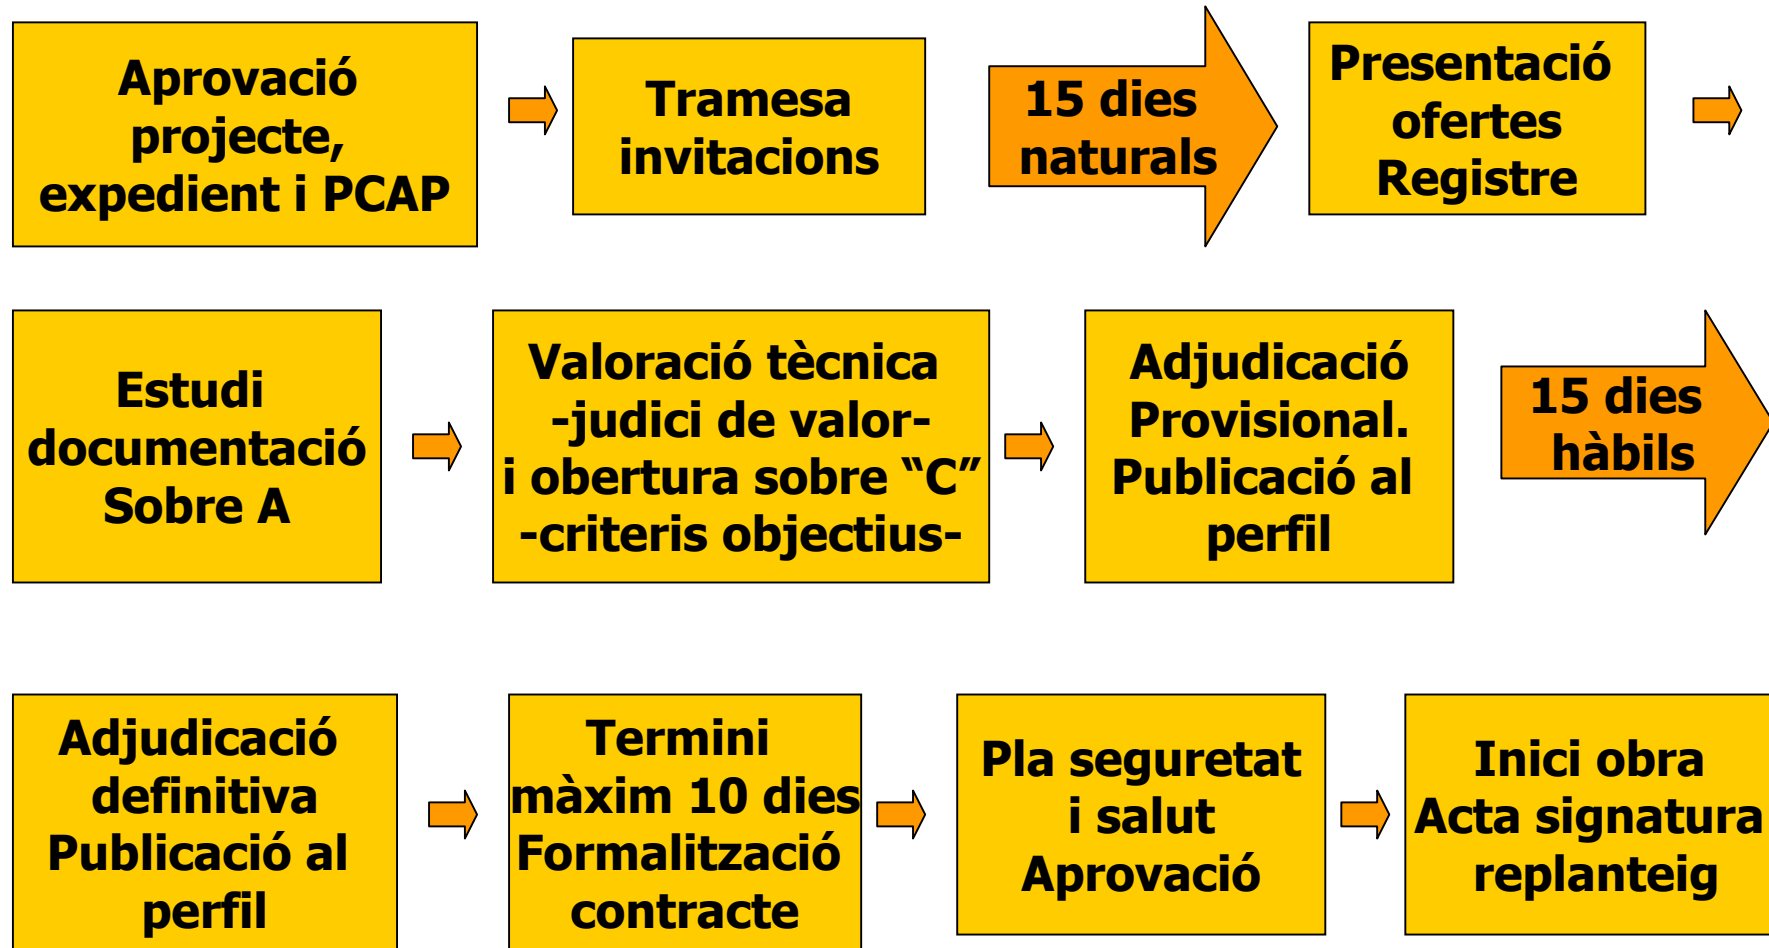 Aprovació
projecte,
expedient i PCAP
Tramesa
invitacions
15 dies
naturals
Presentació
ofertes
Registre
Estudi
documentació
Sobre A
Valoració tècnica
-judici de valor-
i obertura sobre “C”
-criteris objectius-
Adjudicació
Provisional.
Publicació al
perfil
15 dies
hàbils
Adjudicació
definitiva
Publicació al
perfil
Termini
màxim 10 dies
Formalització
contracte
Pla seguretat
i salut
Aprovació
Inici obra
Acta signatura
replanteig